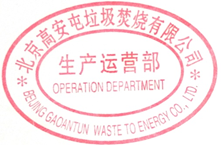 *北京高安屯垃圾焚烧有限公司*
生产运营部
OPERATION DEPARTMENT
BEIJING GAOANTUN WASTE TO ENERGY CO., LTD.